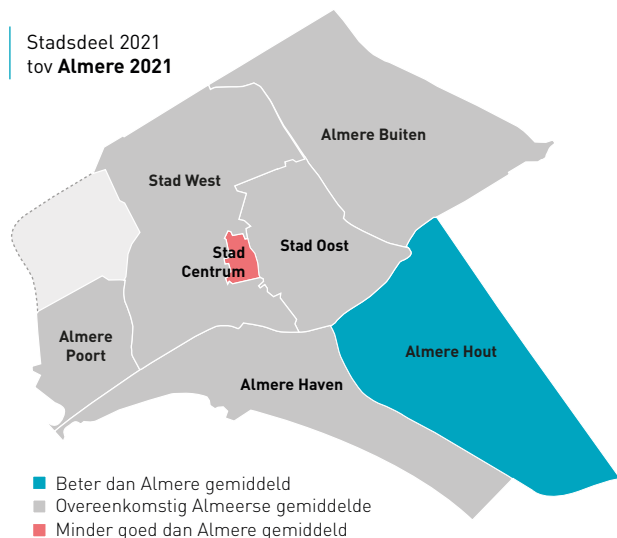 Stadsdeel 2021
tov Almere 2021
Almere Buiten
Stad West
Stad Oost
Stad
Centrum
Almere
Poort
Almere Hout
Almere Haven
Beter dan Almere gemiddeld
Overeenkomstig Almeerse gemiddelde
Minder goed dan Almere gemiddeld